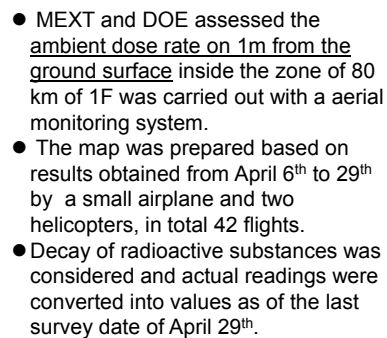 ● MEXT and DOE assessed the
ambient dose rate on 1m from the
ground surface inside the zone of 80
km of 1F was carried out with a aerial
monitoring system.
● The map was prepared based on
results obtained from April 6th to 29th
by a small airplane and two
helicopters, in total 42 flights.
● Decay of radioactive substances was
considered and actual readings were
converted into values as of the last
survey date of April 29th.